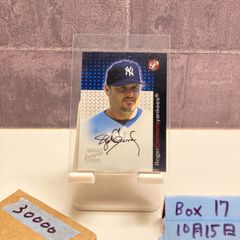 Roger Clemens yankees®
30000
Box 17
10月15日